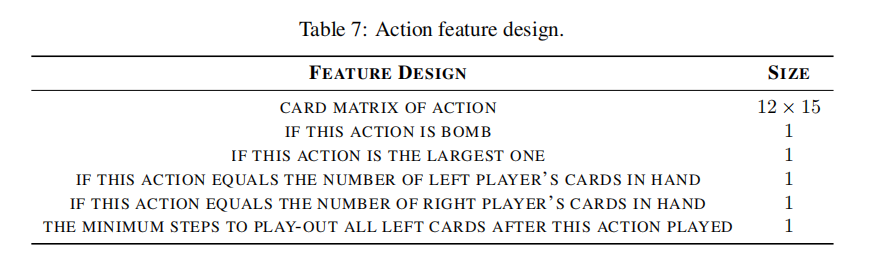 Table 7: Action feature design.
FEATURE DESIGN SIZE
CARD MATRIX OF ACTION 12 × 15
IF THIS ACTION IS BOMB 1
IF THIS ACTION IS THE LARGEST ONE 1
IF THIS ACTION EQUALS THE NUMBER OF LEFT PLAYER'S CARDS IN HAND 1
IF THIS ACTION EQUALS THE NUMBER OF RIGHT PLAYER'S CARDS IN HAND 1
THE MINIMUM STEPS TO PLAY-OUT ALL LEFT CARDS AFTER THIS ACTION PLAYED 1